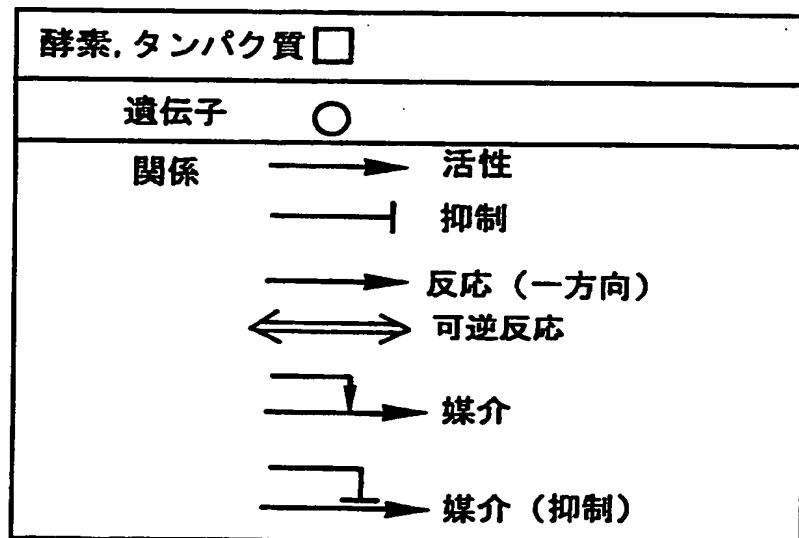 酵素,タンパク質
遺伝子
関係
活性
抑制
反応（一方向）
可逆反応
媒介
媒介（抑制）